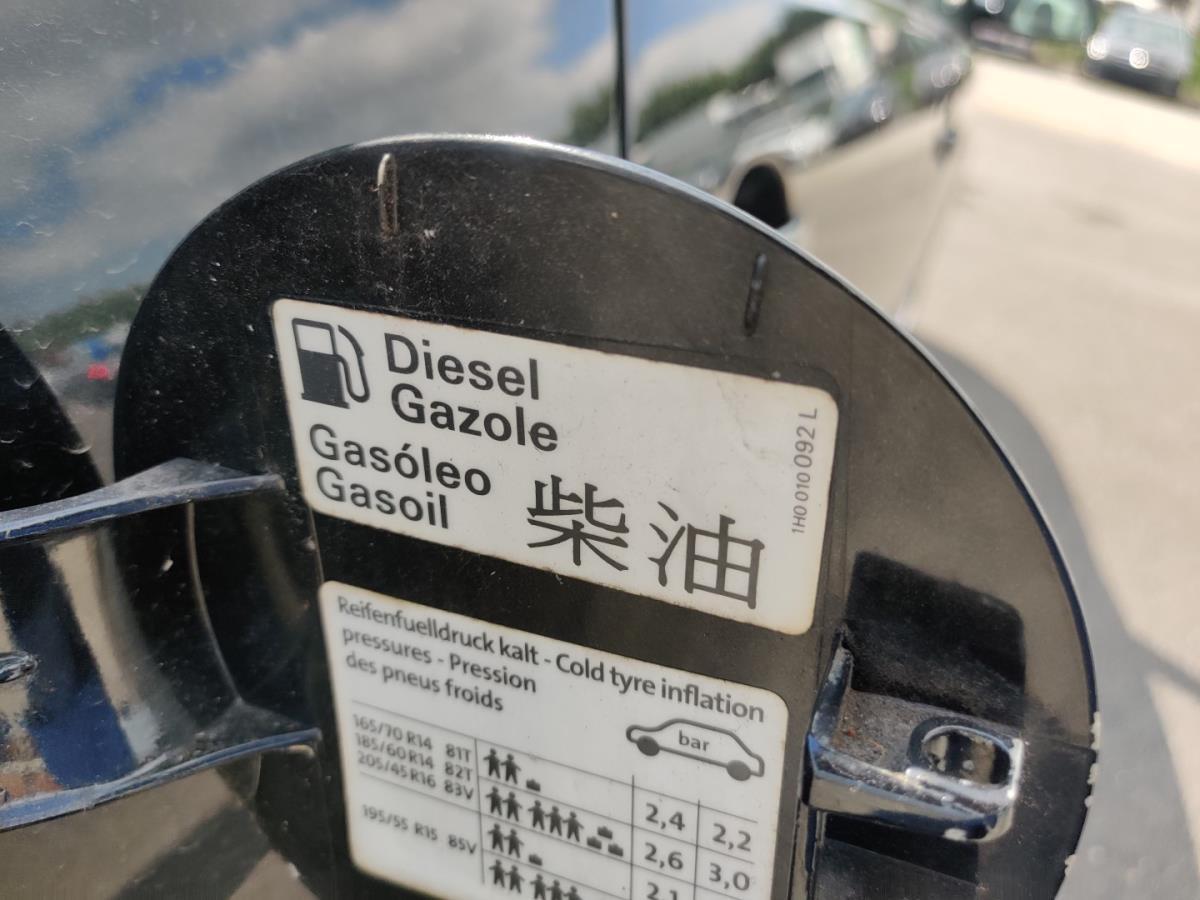 Diesel
Gazole
Gasóleo
Gasoil
柴油
1H0 010 092 L
Reifenfuelldruck kalt - Cold tyre inflation
pressures - Pression
des pneus froids
bar
165/70 R14 81T
185/60 R14 82T
205/45 R16 83V
2,4 2,2
2,6 3,0
195/55 R15 85V
2,1